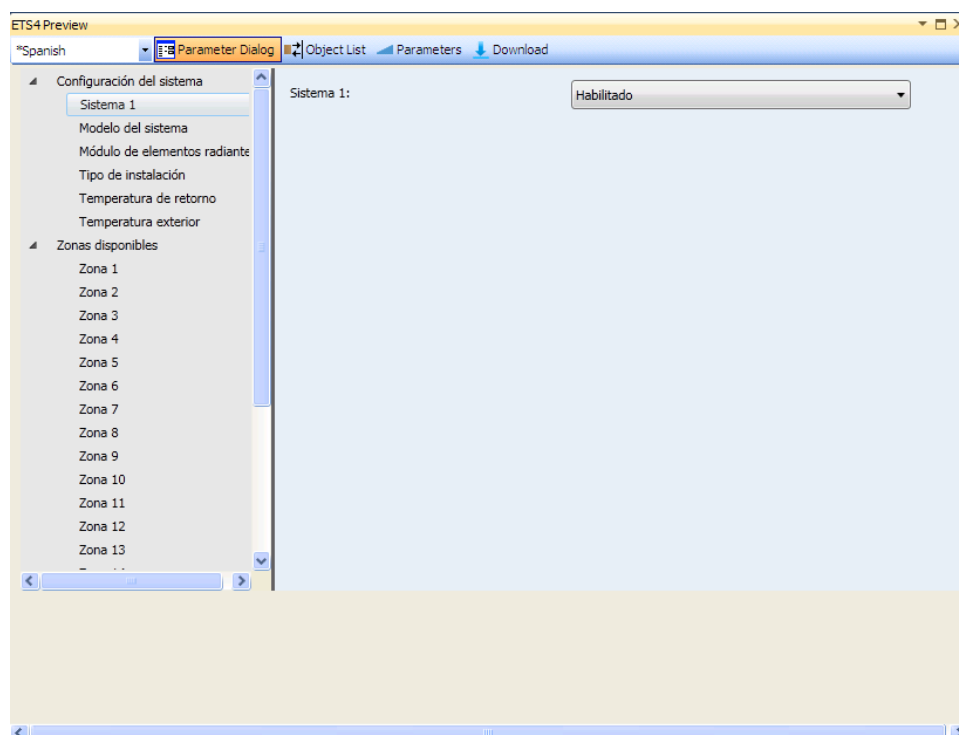 ETS4 Preview
*Spanish Parameter Dialog Object List Parameters Download
Configuración del sistema
Sistema 1
Modelo del sistema
Módulo de elementos radiante
Tipo de instalación
Temperatura de retorno
Temperatura exterior
Zonas disponibles
Zona 1
Zona 2
Zona 3
Zona 4
Zona 5
Zona 6
Zona 7
Zona 8
Zona 9
Zona 10
Zona 11
Zona 12
Zona 13
Sistema 1: Habilitado